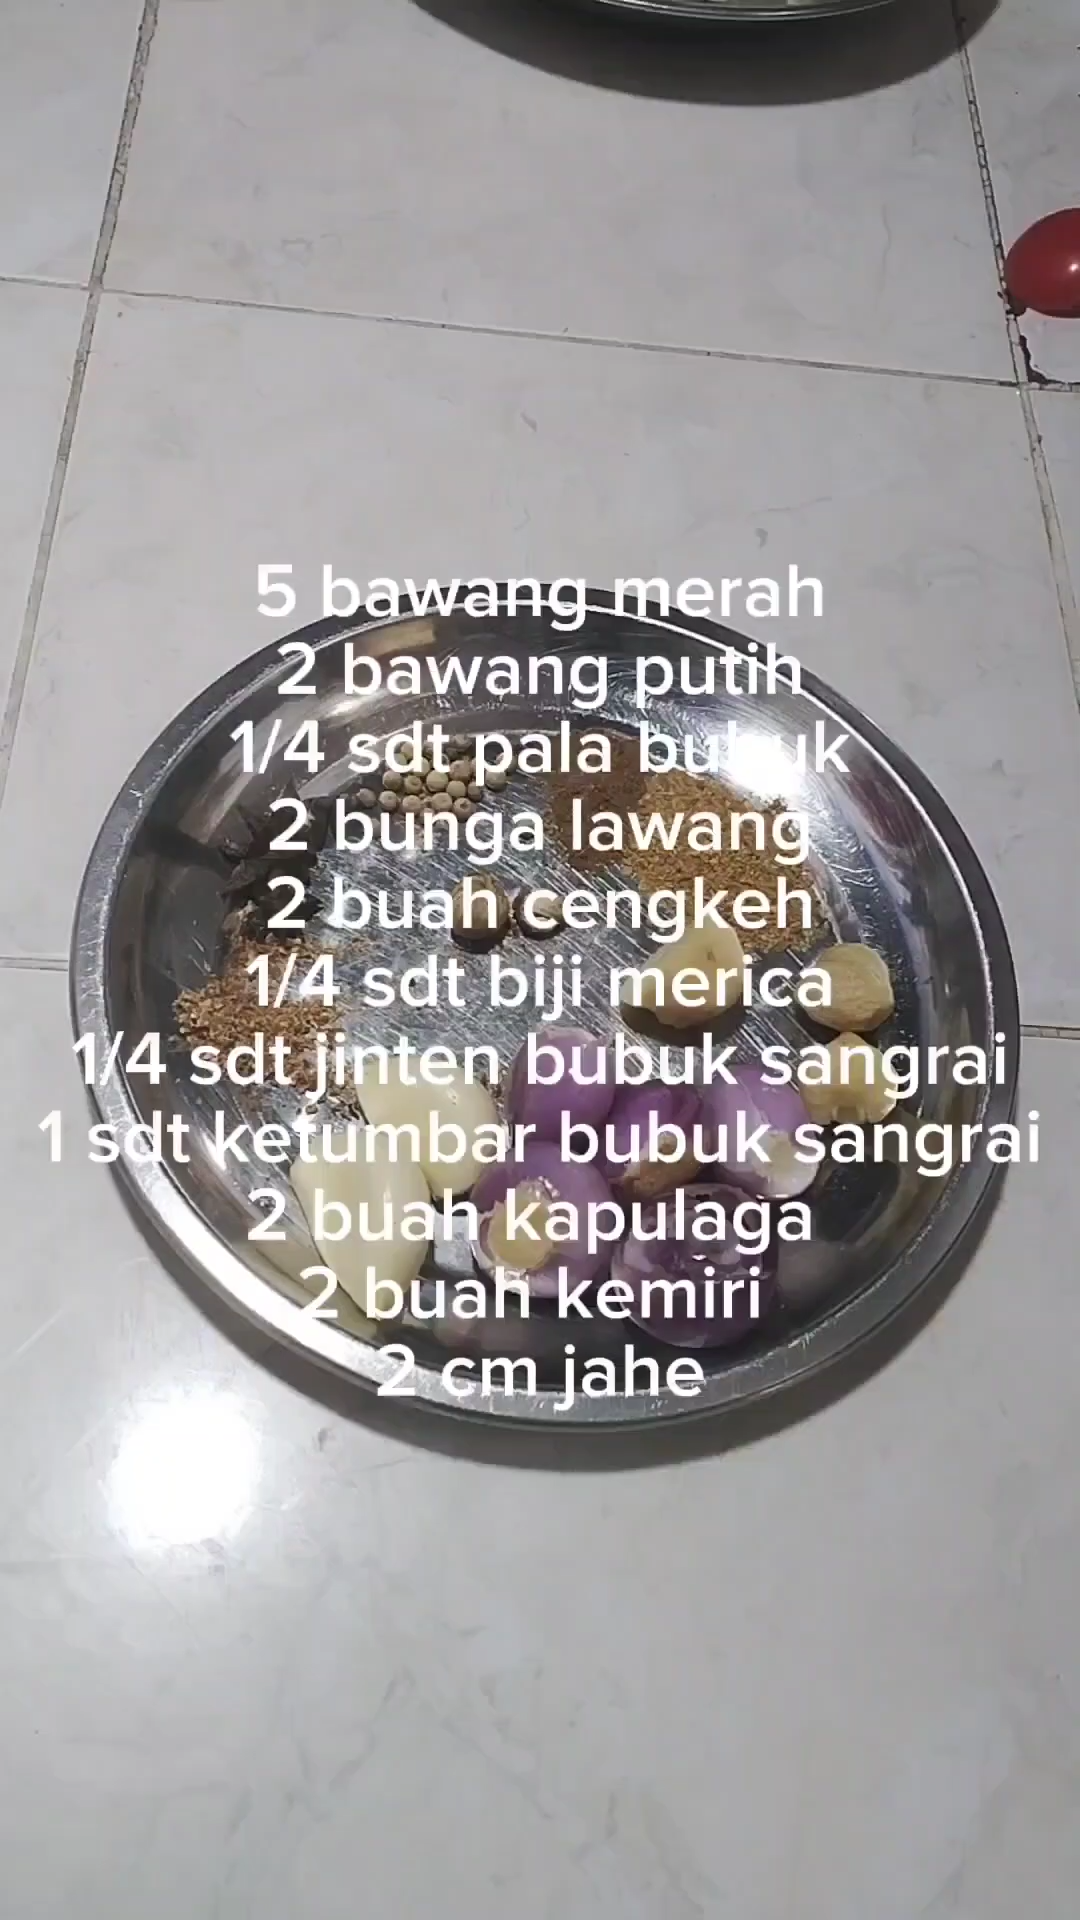 5 bawang merah
2 bawang putih
1/4 sdt pala bubuk
2 bunga lawang
2 buah cengkeh
1/4 sdt biji merica
1/4 sdt jinten bubuk sangrai
1 sdt ketumbar bubuk sangrai
2 buah kapulaga
2 buah kemiri
2 cm jahe